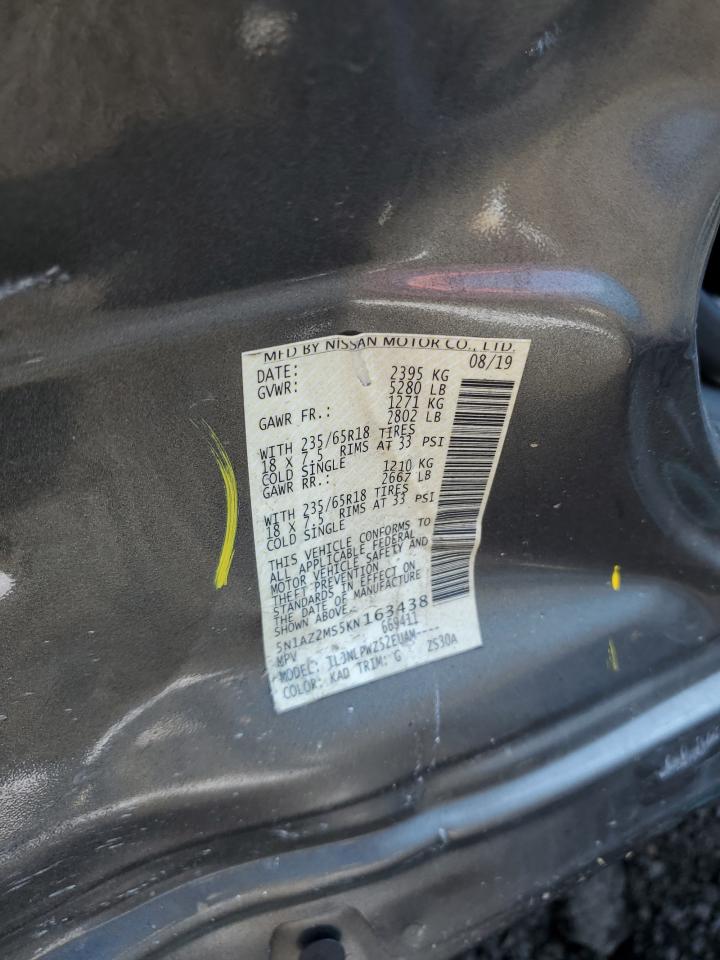 MFD BY NISSAN MOTOR CO., LTD.
DATE: 08/19
GVWR: 2395 KG
5280 LB
GAWR FR.: 1271 KG
2802 LB
WITH 235/65R18 TIRES
18 X 7.5 RIMS AT 33 PSI
COLD SINGLE
GAWR RR.: 1210 KG
2667 LB
WITH 235/65R18 TIRES
18 X 7.5 RIMS AT 33 PSI
COLD SINGLE
THIS VEHICLE CONFORMS TO
ALL APPLICABLE FEDERAL
MOTOR VEHICLE SAFETY AND
THEFT PREVENTION
STANDARDS IN EFFECT ON
THE DATE OF MANUFACTURE
SHOWN ABOVE.
5N1AZ2MS5KN163438
MPV 669411
MODEL: TL3NLPWZS2EUAM----
COLOR: KAD TRIM: G ZS30A